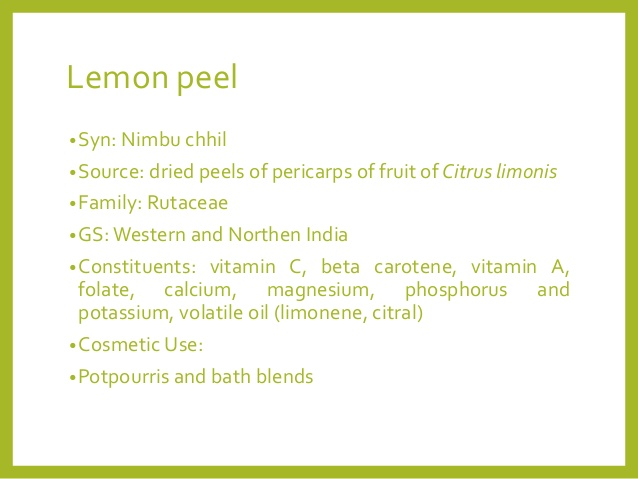 Lemon peel
•Syn: Nimbu chhil
•Source: dried peels of pericarps of fruit of Citrus limonis
•Family: Rutaceae
•GS: Western and Northen India
•Constituents: vitamin C, beta carotene, vitamin A,
folate, calcium, magnesium, phosphorus and
potassium, volatile oil (limonene, citral)
•Cosmetic Use:
•Potpourris and bath blends